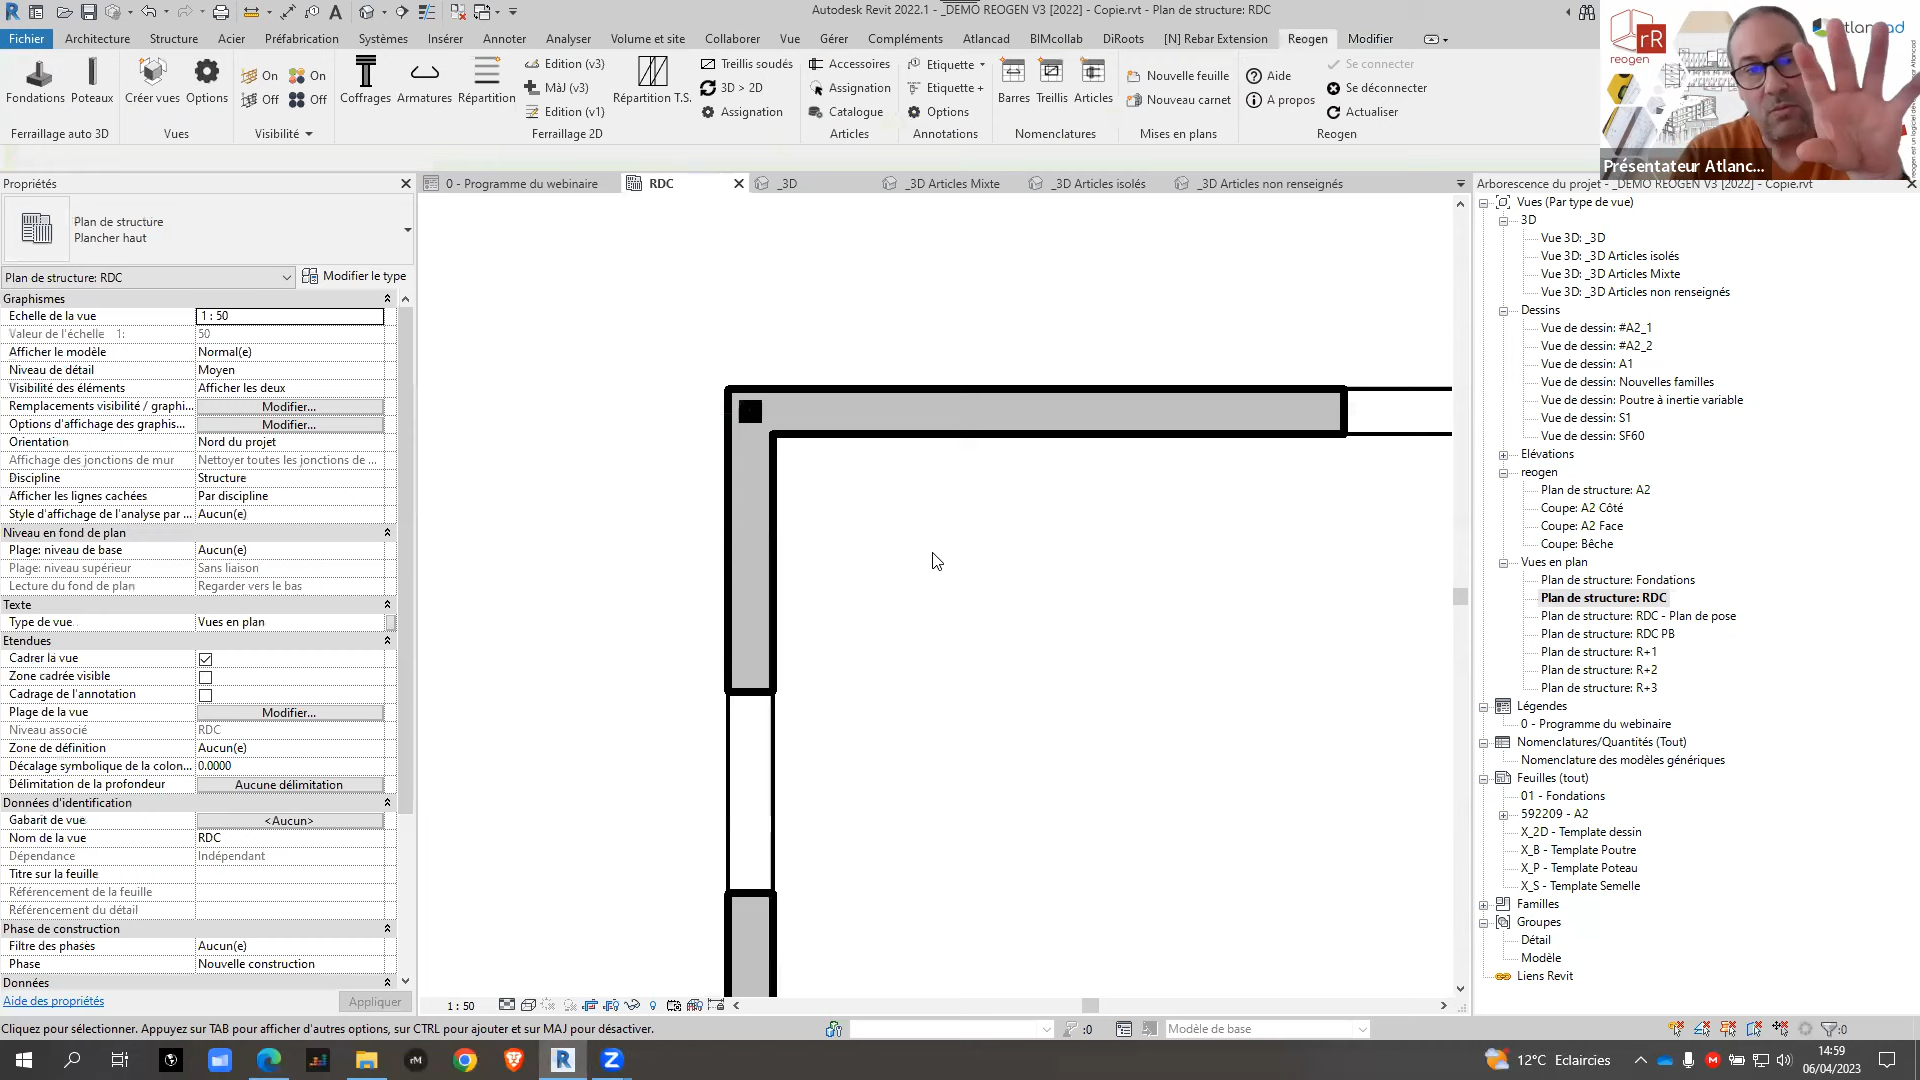 Autodesk Revit 2022.1 - _DEMO REOGEN V3 [2022] - Copie.rvt - Plan de structure: RDC
Fichier Architecture Structure Acier Préfabrication Systèmes Insérer Annoter Analyser Volume et site Collaborer Vue Gérer Compléments Atlancad BIMcollab DiRoots [N] Rebar Extension Reogen Modifier
Fondations Poteaux Créer vues Options On On Off Off Coffrages Armatures Répartition Edition (v3) MàJ (v3) Edition (v1) Répartition T.S. Treillis soudés 3D > 2D Assignation Accessoires Assignation Catalogue Etiquette Etiquette + Options Barres Treillis Articles Nouvelle feuille Nouveau carnet Aide A propos Se connecter Se déconnecter Actualiser
Ferraillage auto 3D Vues Visibilité Ferraillage 2D Articles Annotations Nomenclatures Mises en plans Reogen
rR
reogen
atlancad
Présentateur Atlanc...
Propriétés
0 - Programme du webinaire RDC _3D _3D Articles Mixte _3D Articles isolés _3D Articles non renseignés
Plan de structure
Plancher haut
Plan de structure: RDC Modifier le type
Graphismes
Echelle de la vue 1 : 50
Valeur de l'échelle 1: 50
Afficher le modèle Normal(e)
Niveau de détail Moyen
Visibilité des éléments Afficher les deux
Remplacements visibilité / graphi... Modifier...
Options d'affichage des graphis... Modifier...
Orientation Nord du projet
Affichage des jonctions de mur Nettoyer toutes les jonctions de ...
Discipline Structure
Afficher les lignes cachées Par discipline
Style d'affichage de l'analyse par ... Aucun(e)
Niveau en fond de plan
Plage: niveau de base Aucun(e)
Plage: niveau supérieur Sans liaison
Lecture du fond de plan Regarder vers le bas
Texte
Type de vue Vues en plan
Etendues
Cadrer la vue
Zone cadrée visible
Cadrage de l'annotation
Plage de la vue Modifier...
Niveau associé RDC
Zone de définition Aucun(e)
Décalage symbolique de la colon... 0.0000
Délimitation de la profondeur Aucune délimitation
Données d'identification
Gabarit de vue <Aucun>
Nom de la vue RDC
Dépendance Indépendant
Titre sur la feuille
Référencement de la feuille
Référencement du détail
Phase de construction
Filtre des phases Aucun(e)
Phase Nouvelle construction
Données
Aide des propriétés Appliquer
1 : 50
Arborescence du projet - _DEMO REOGEN V3 [2022] - Copie.rvt
Vues (Par type de vue)
3D
Vue 3D: _3D
Vue 3D: _3D Articles isolés
Vue 3D: _3D Articles Mixte
Vue 3D: _3D Articles non renseignés
Dessins
Vue de dessin: #A2_1
Vue de dessin: #A2_2
Vue de dessin: A1
Vue de dessin: Nouvelles familles
Vue de dessin: Poutre à inertie variable
Vue de dessin: S1
Vue de dessin: SF60
Elévations
reogen
Plan de structure: A2
Coupe: A2 Côté
Coupe: A2 Face
Coupe: Bêche
Vues en plan
Plan de structure: Fondations
Plan de structure: RDC
Plan de structure: RDC - Plan de pose
Plan de structure: RDC PB
Plan de structure: R+1
Plan de structure: R+2
Plan de structure: R+3
Légendes
0 - Programme du webinaire
Nomenclatures/Quantités (Tout)
Nomenclature des modèles génériques
Feuilles (tout)
01 - Fondations
592209 - A2
X_2D - Template dessin
X_B - Template Poutre
X_P - Template Poteau
X_S - Template Semelle
Familles
Groupes
Détail
Modèle
Liens Revit
Cliquez pour sélectionner. Appuyez sur TAB pour afficher d'autres options, sur CTRL pour ajouter et sur MAJ pour désactiver. :0 Modèle de base :0
12°C Eclaircies
14:59
06/04/2023